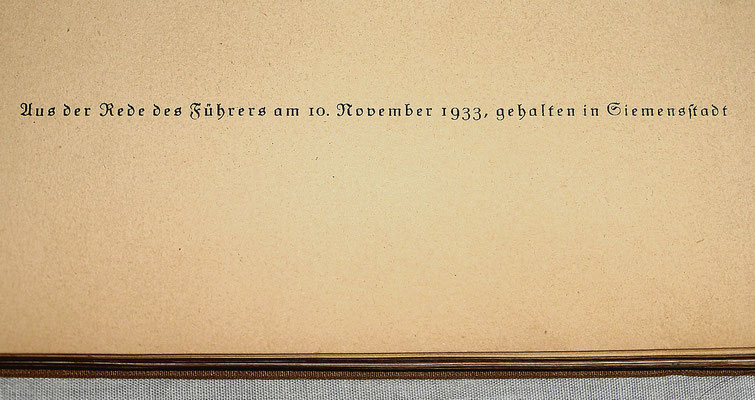 Aus der Rede des Führers am 10. November 1933, gehalten in Siemensſtadt